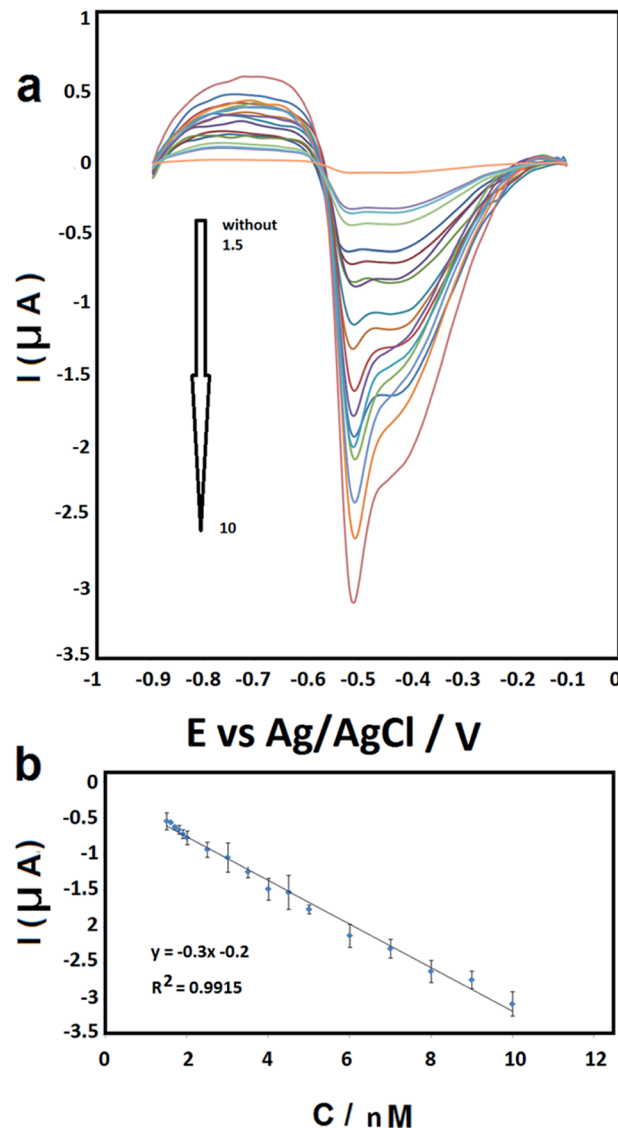 a
1
0.5
0
-0.5
-1
-1.5
-2
-2.5
-3
-3.5
I (μ A)
without
1.5
10
-1 -0.9 -0.8 -0.7 -0.6 -0.5 -0.4 -0.3 -0.2 -0.1 0
E vs Ag/AgCl / V
b
0
-0.5
-1
-1.5
2
-2.5
-3
-3.5
I (μ A)
y = -0.3x -0.2
R² = 0.9915
0 2 4 6 8 10 12
C / nM